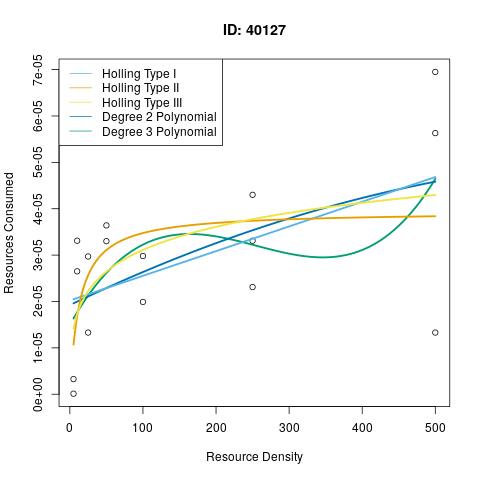 ID: 40127
Holling Type I
Holling Type II
Holling Type III
Degree 2 Polynomial
Degree 3 Polynomial
Resources Consumed
7e-05
6e-05
5e-05
4e-05
3e-05
2e-05
1e-05
0e+00
0 100 200 300 400 500
Resource Density